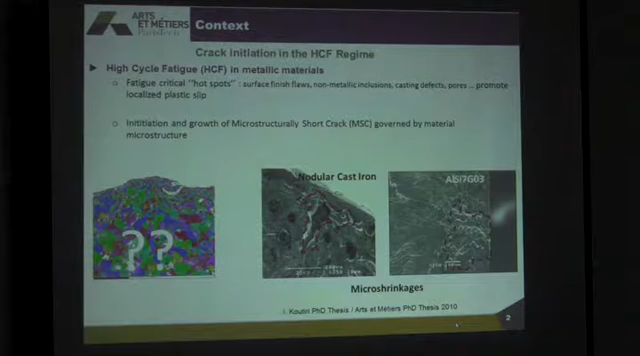 ARTS
ET MÉTIERS
ParisTech
Context
Crack Initiation in the HCF Regime
High Cycle Fatigue (HCF) in metallic materials
Fatigue critical "hot spots" : surface finish flaws, non-metallic inclusions, casting defects, pores ... promote
localized plastic slip
Inititiation and growth of Microstructurally Short Crack (MSC) governed by material
microstructure
??
Nodular Cast Iron
AlSi7G03
Microshrinkages
I. Koutiri PhD Thesis / Arts et Métiers PhD Thesis 2010
2